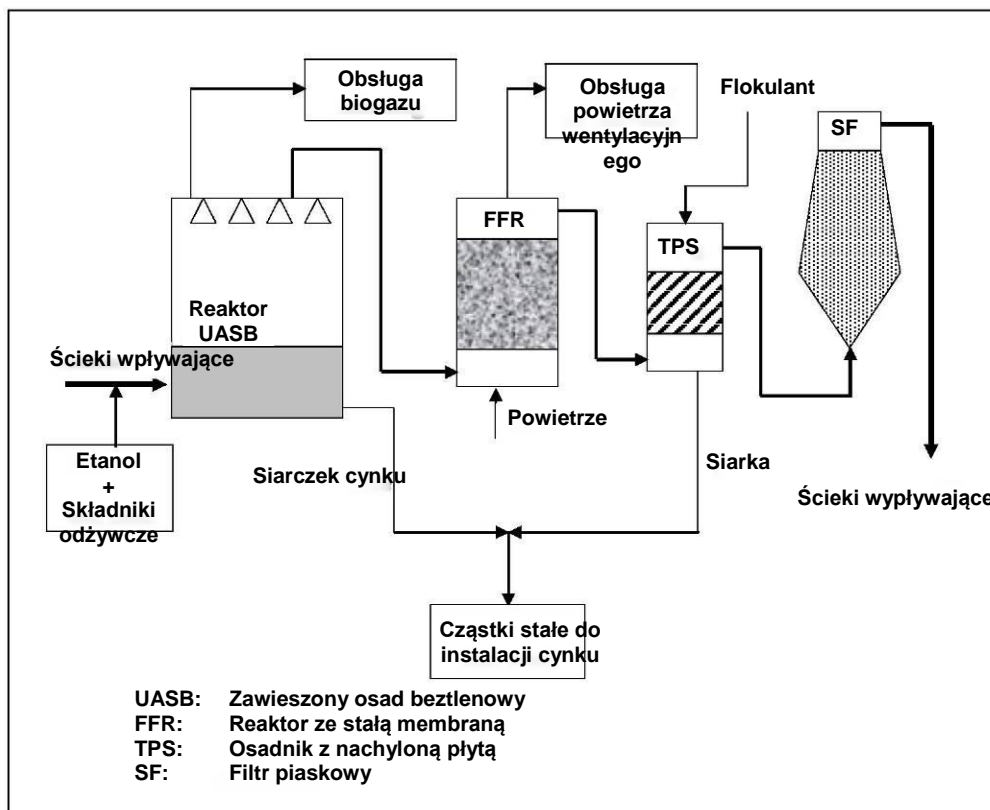 Obsługa
biogazu
Obsługa
powietrza
wentylacyjn
ego
Flokulant
SF
FFR
TPS
Reaktor
UASB
Ścieki wpływające
Powietrze
Etanol
+
Składniki
odżywcze
Siarczek cynku
Siarka
Ścieki wypływające
Cząstki stałe do
instalacji cynku
UASB: Zawieszony osad beztlenowy
FFR: Reaktor ze stałą membraną
TPS: Osadnik z nachyloną płytą
SF: Filtr piaskowy